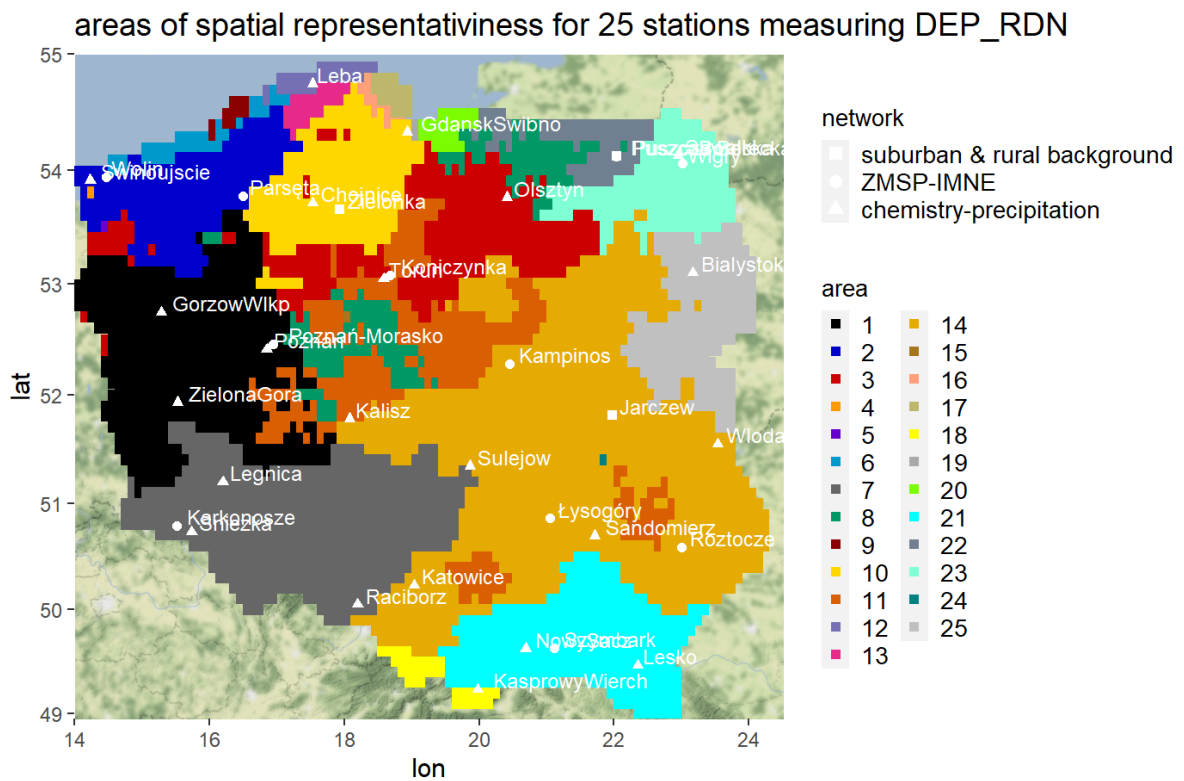 areas of spatial representativiness for 25 stations measuring DEP_RDN
55
54
53
52
51
50
49
lat
14
16
18
20
22
24
lon
Leba
GdanskSwibno
Wolin
Swinoujscie
Wigry
Parsęta
Chojnice
Zielonka
Olsztyn
Koniczynka
Torun
Bialystok
GorzowWlkp
Poznań-Morasko
Poznan
Kampinos
ZielonaGora
Kalisz
Jarczew
Wloda
Sulejow
Legnica
Karkonosze
Sniezka
Łysogóry
Sandomierz
Roztocze
Katowice
Raciborz
NowySacz
Szymbark
Lesko
KasprowyWierch
network
suburban & rural background
ZMSP-IMNE
chemistry-precipitation
area
1
2
3
4
5
6
7
8
9
10
11
12
13
14
15
16
17
18
19
20
21
22
23
24
25